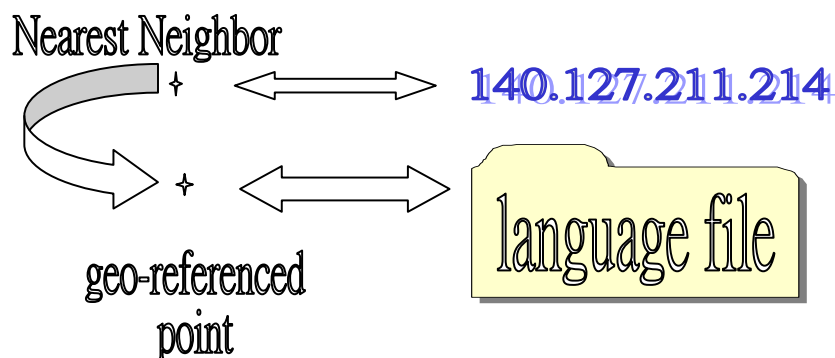 Nearest Neighbor
140.127.211.214
language file
geo-referenced
point